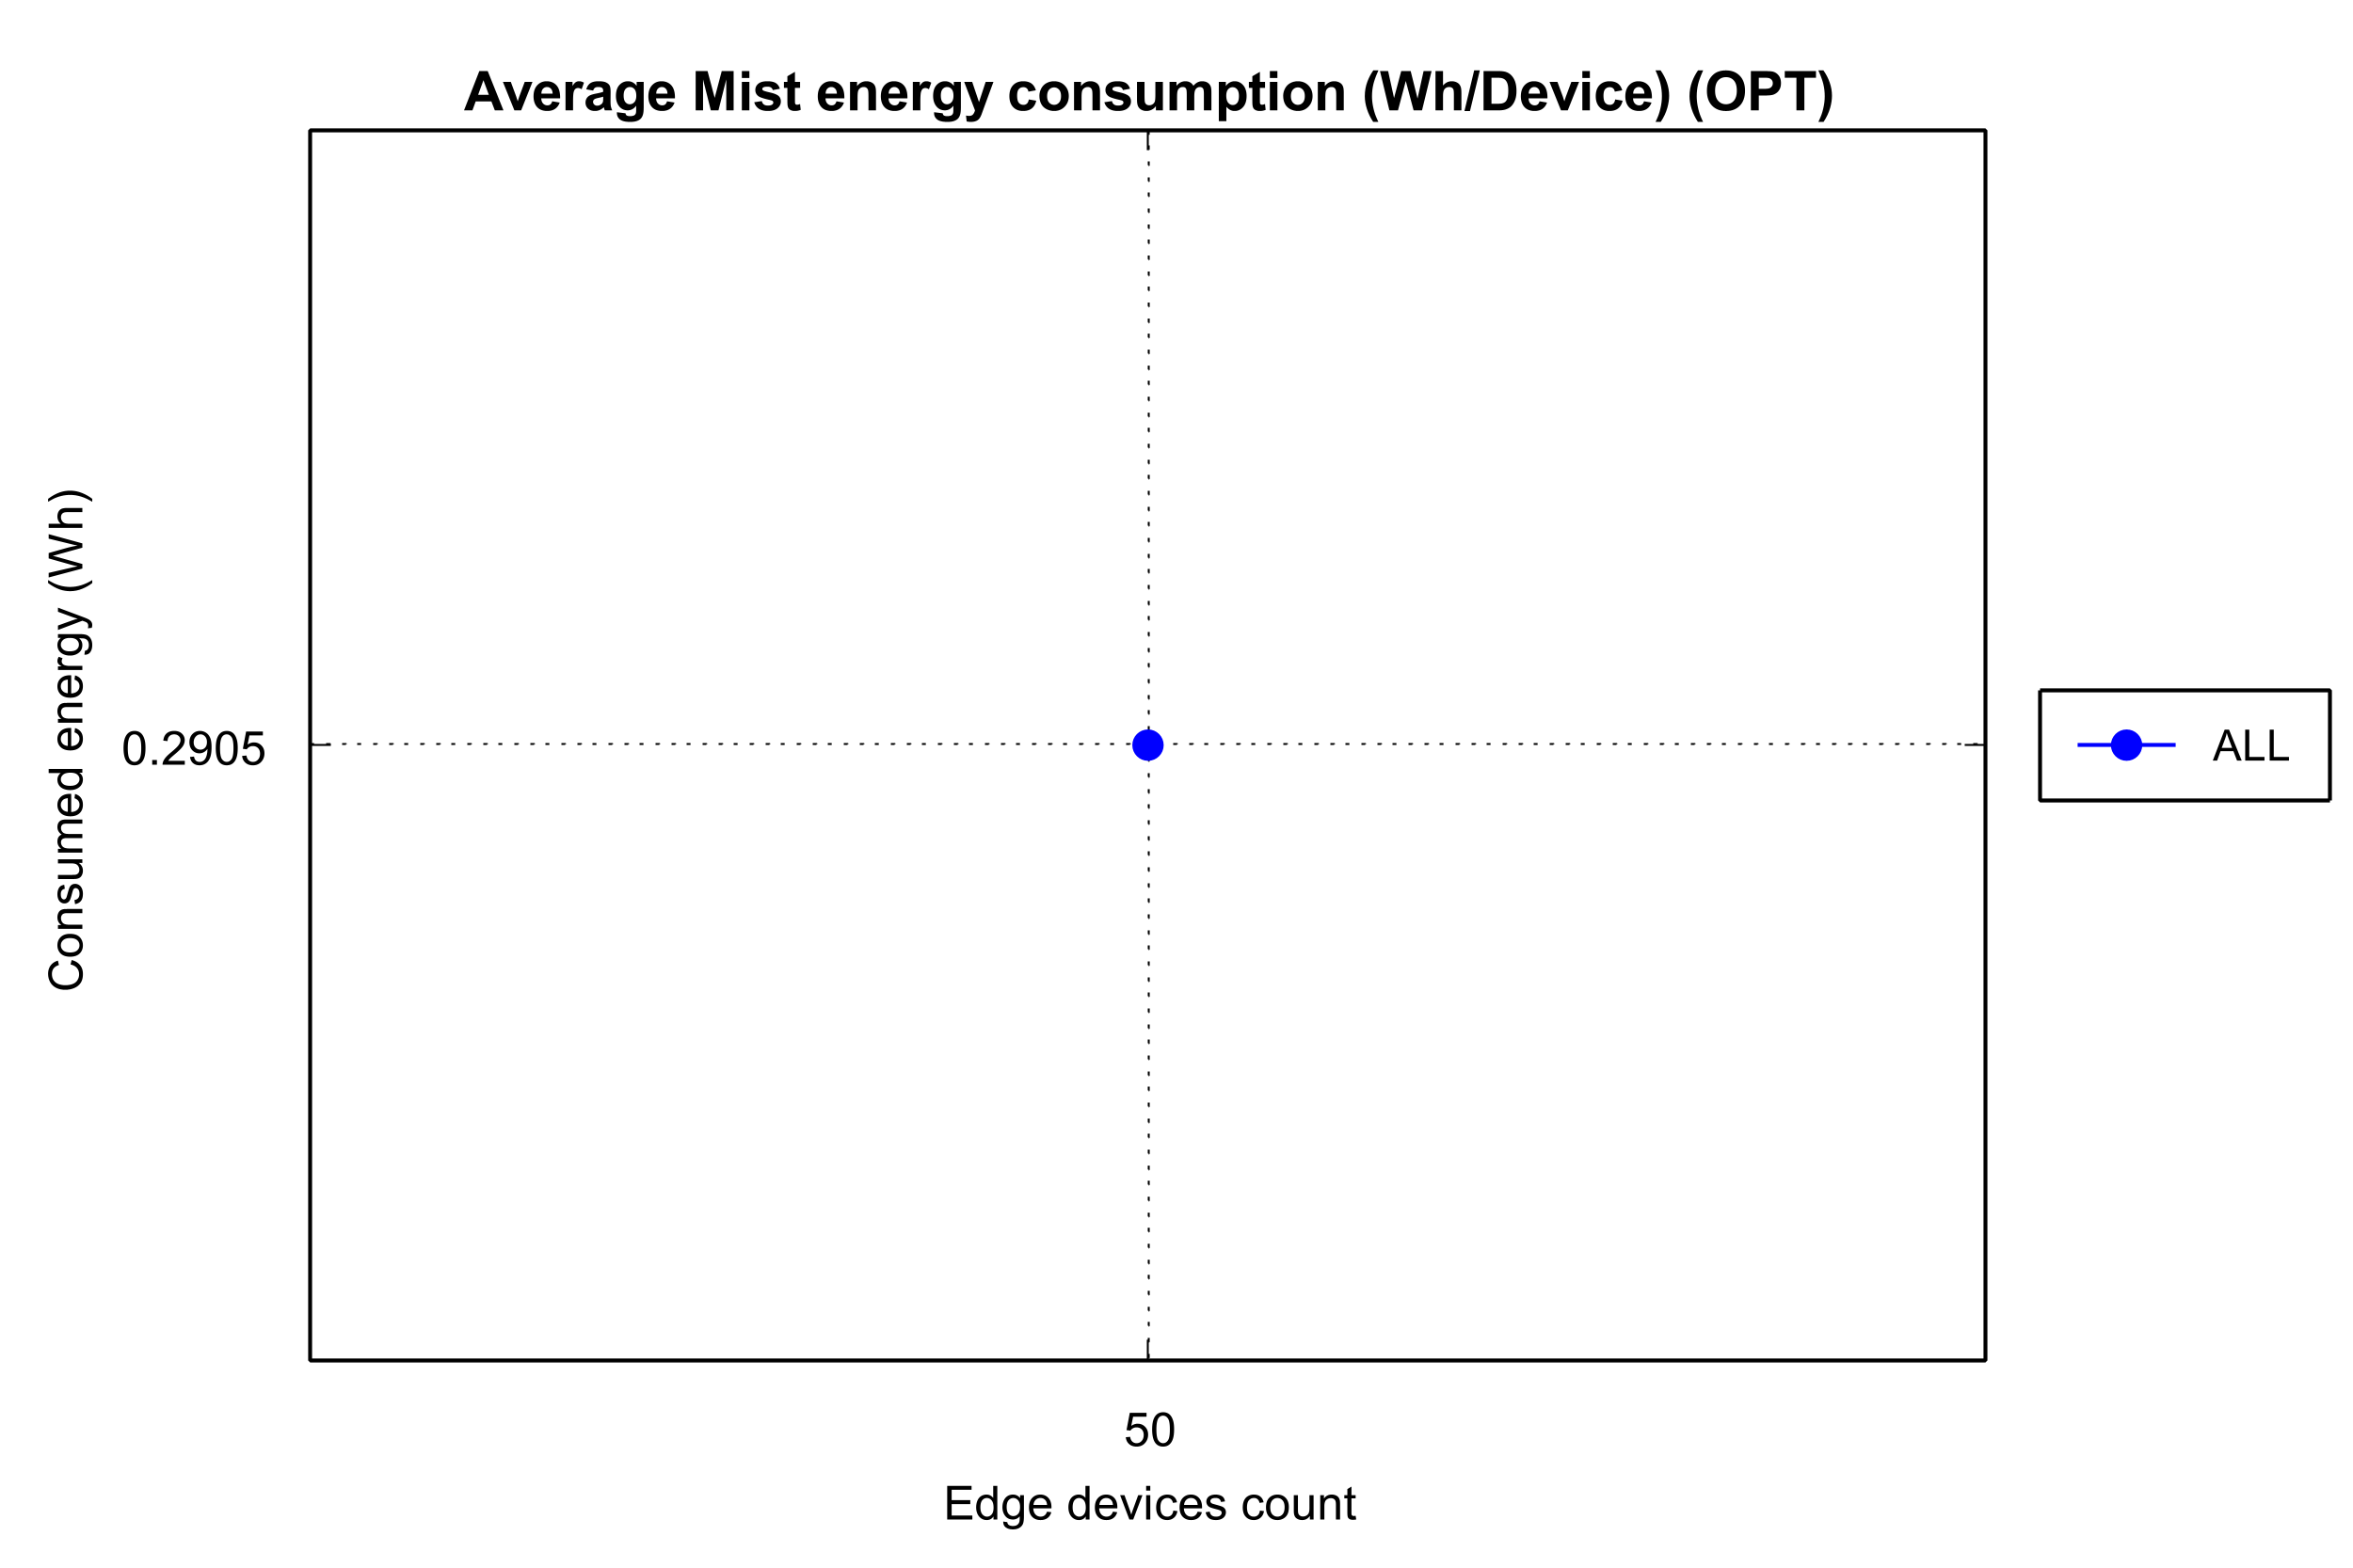 Average Mist energy consumption (Wh/Device) (OPT)
Consumed energy (Wh)
0.2905
ALL
50
Edge devices count